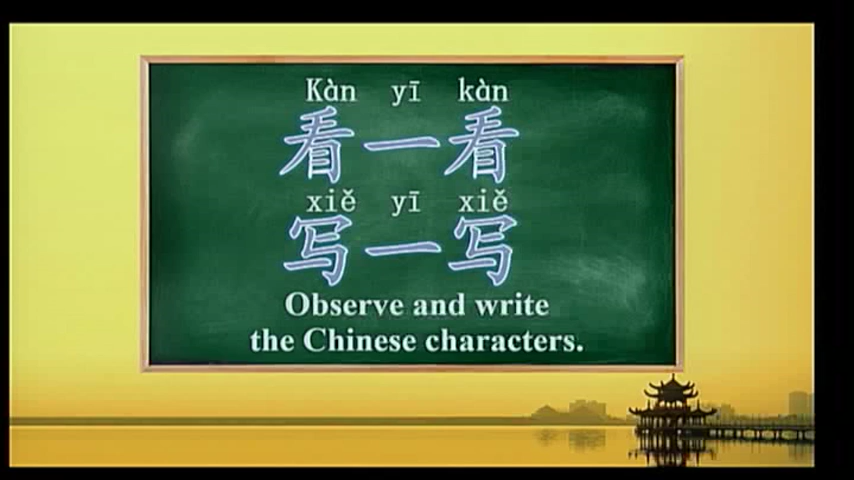 Kàn yī kàn
看一看
xiě yī xiě
写一写
Observe and write
the Chinese characters.